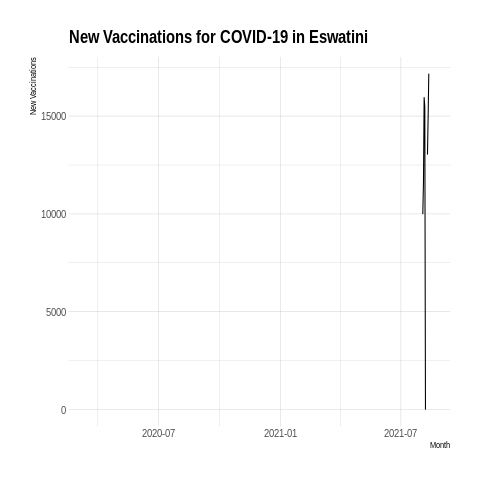 New Vaccinations for COVID-19 in Eswatini
New Vaccinations
15000
10000
5000
0
2020-07 2021-01 2021-07
Month